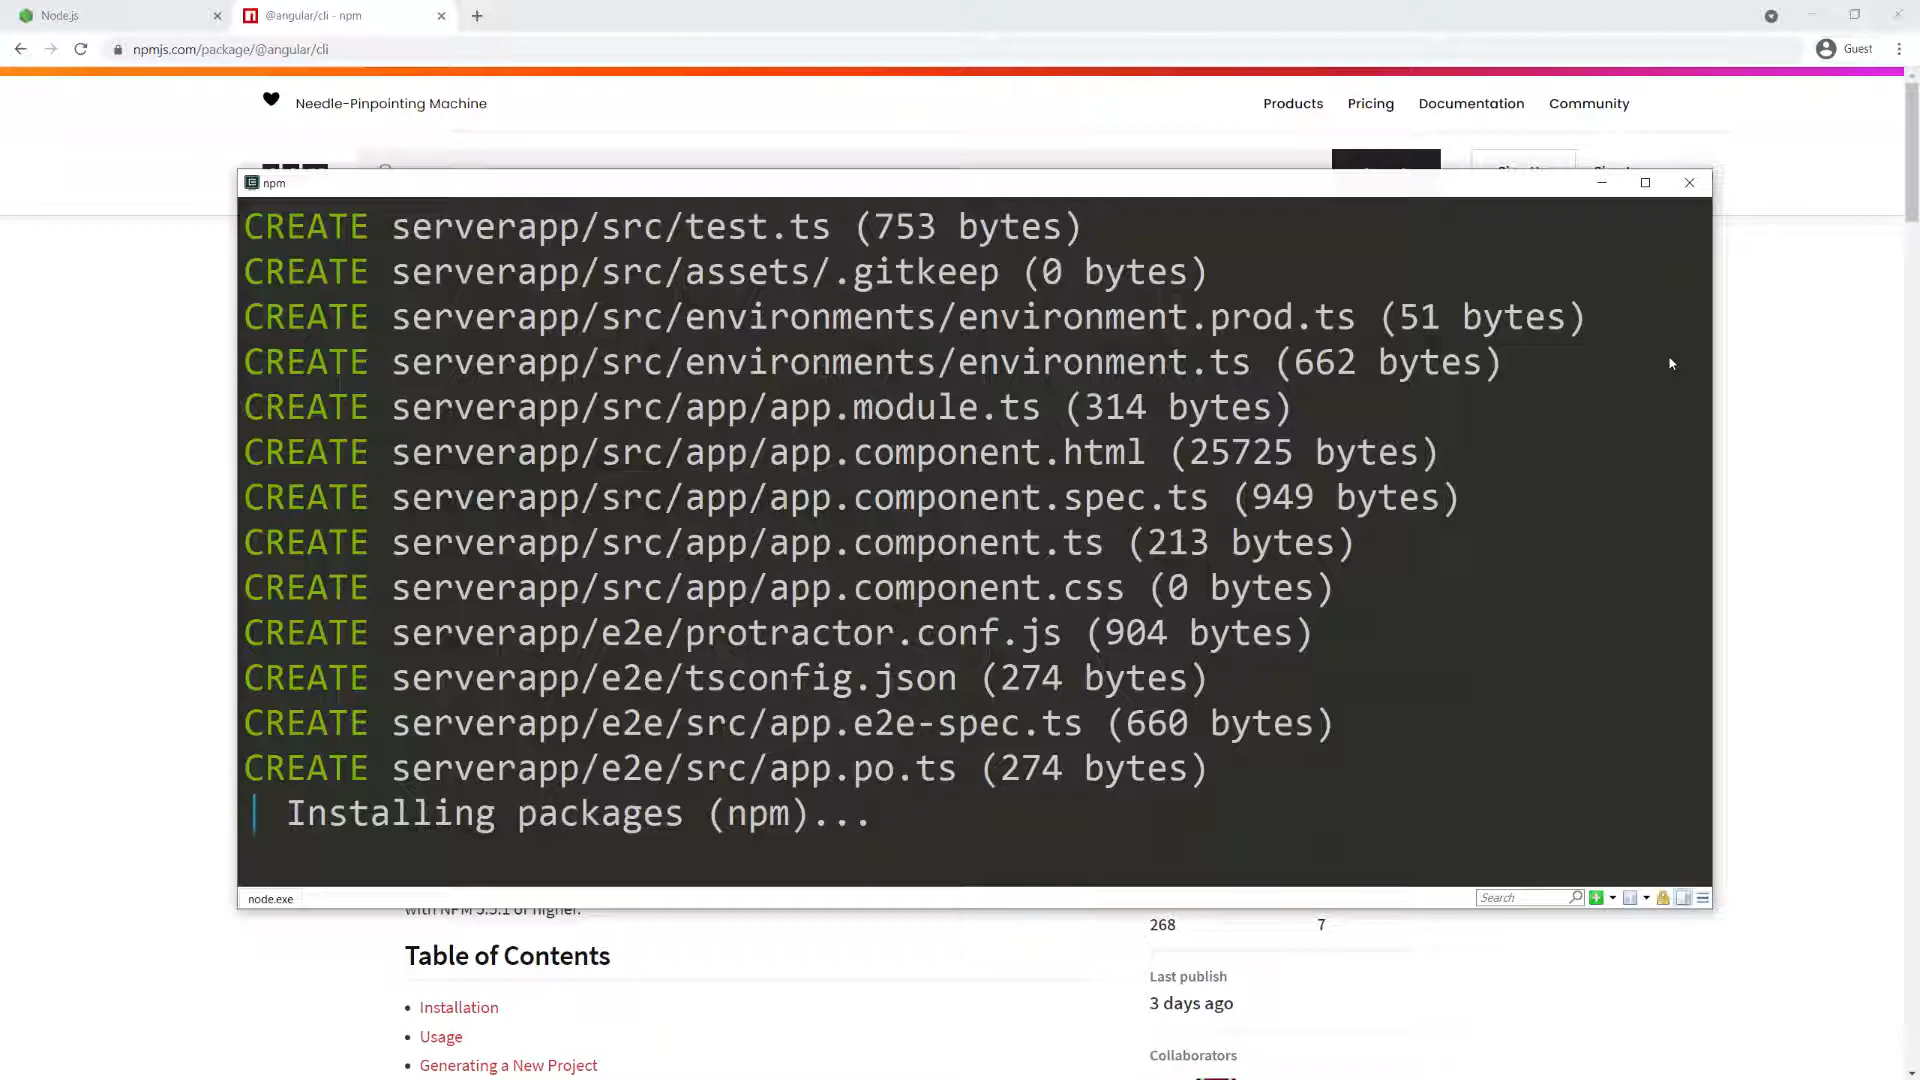 Node.js
@angular/cli - npm
npmjs.com/package/@angular/cli
Guest
Needle-Pinpointing Machine
Products Pricing Documentation Community
npm
CREATE serverapp/src/test.ts (753 bytes)
CREATE serverapp/src/assets/.gitkeep (0 bytes)
CREATE serverapp/src/environments/environment.prod.ts (51 bytes)
CREATE serverapp/src/environments/environment.ts (662 bytes)
CREATE serverapp/src/app/app.module.ts (314 bytes)
CREATE serverapp/src/app/app.component.html (25725 bytes)
CREATE serverapp/src/app/app.component.spec.ts (949 bytes)
CREATE serverapp/src/app/app.component.ts (213 bytes)
CREATE serverapp/src/app/app.component.css (0 bytes)
CREATE serverapp/e2e/protractor.conf.js (904 bytes)
CREATE serverapp/e2e/tsconfig.json (274 bytes)
CREATE serverapp/e2e/src/app.e2e-spec.ts (660 bytes)
CREATE serverapp/e2e/src/app.po.ts (274 bytes)
| Installing packages (npm)...
node.exe
Search
with NPM 5.5.1 or higher.
268
7
Table of Contents
Last publish
3 days ago
Installation
Usage
Generating a New Project
Collaborators